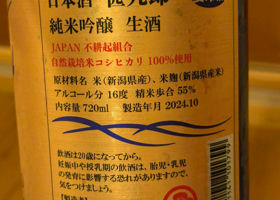 日本酒
純米吟醸 生酒
JAPAN 不耕起組合
自然栽培米コシヒカリ 100%使用
原材料名 米(新潟県産)、米麹(新潟県産米)
アルコール分 16度 精米歩合 55%
内容量 720ml 製造年月 2024.10
飲酒は20歳になってから。
妊娠中や授乳期の飲酒は、胎児・乳児
の発育に影響する恐れがありますので、
気をつけましょう。
【製造者】